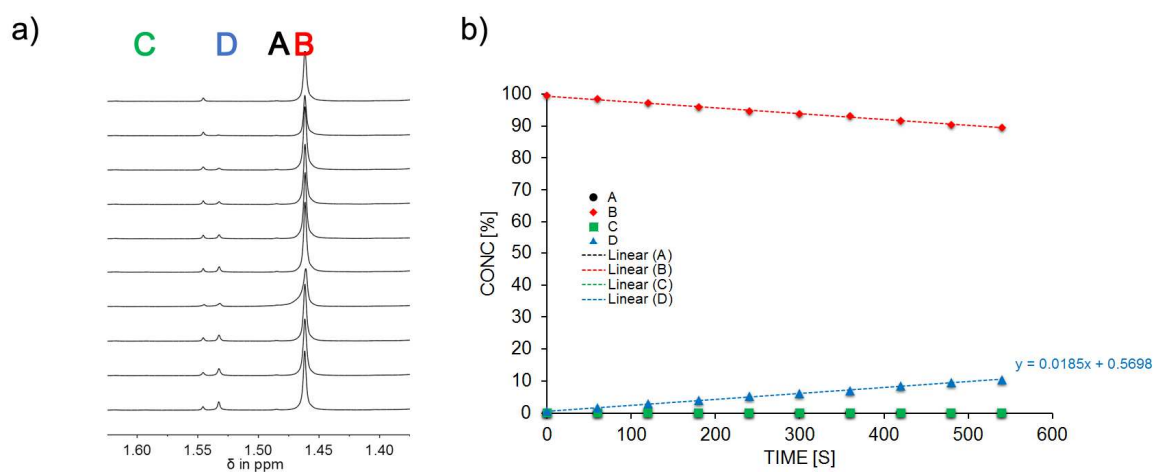 a)
C D A B
1.60 1.55 1.50 1.45 1.40
δ in ppm
b)
100
90
80
70
60
50
40
30
20
10
0
CONC [%]
A
B
C
D
Linear (A)
Linear (B)
Linear (C)
Linear (D)
y = 0.0185x + 0.5698
0 100 200 300 400 500 600
TIME [S]